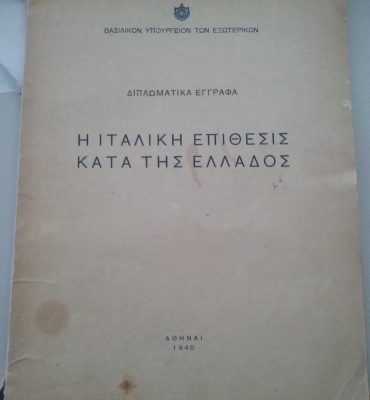 ΒΑΣΙΛΙΚΟΝ ΥΠΟΥΡΓΕΙΟΝ ΤΩΝ ΕΞΩΤΕΡΙΚΩΝ
ΔΙΠΛΩΜΑΤΙΚΑ ΕΓΓΡΑΦΑ
Η ΙΤΑΛΙΚΗ ΕΠΙΘΕΣΙΣ
ΚΑΤΑ ΤΗΣ ΕΛΛΑΔΟΣ
ΑΘΗΝΑΙ
1940